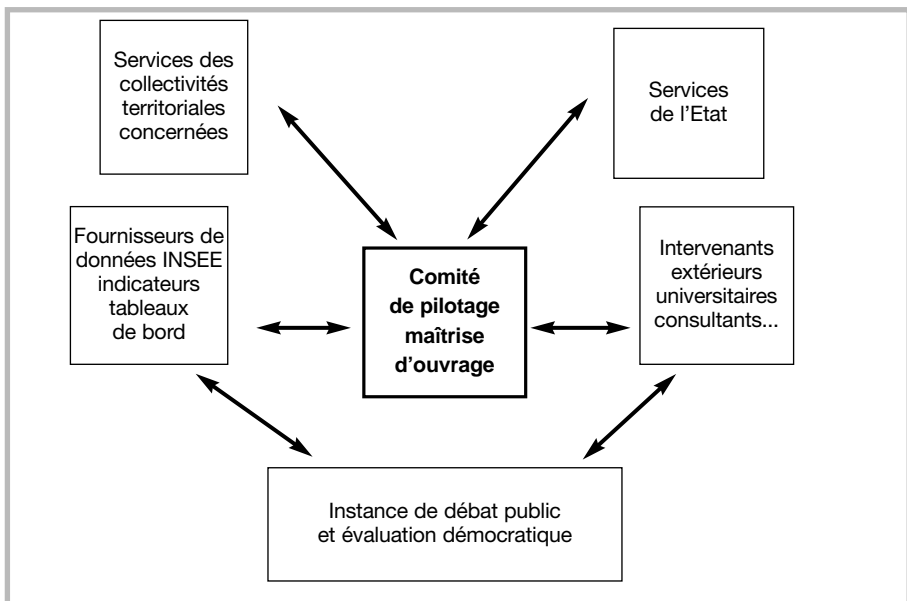 Services des
collectivités
territoriales
concernées
Services
de l'Etat
Fournisseurs de
données INSEE
indicateurs
tableaux
de bord
Comité
de pilotage
maîtrise
d'ouvrage
Intervenants
extérieurs
universitaires
consultants...
Instance de débat public
et évaluation démocratique